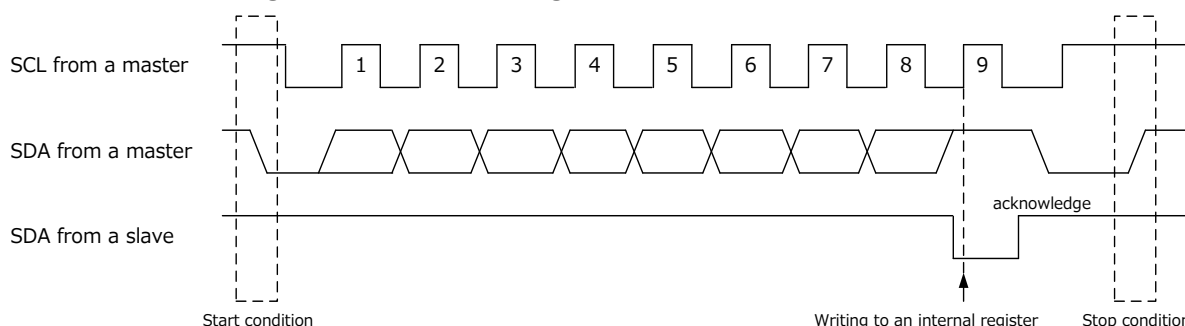 SCL from a master
1 2 3 4 5 6 7 8 9
SDA from a master
acknowledge
SDA from a slave
Start condition
Writing to an internal register
Stop condition